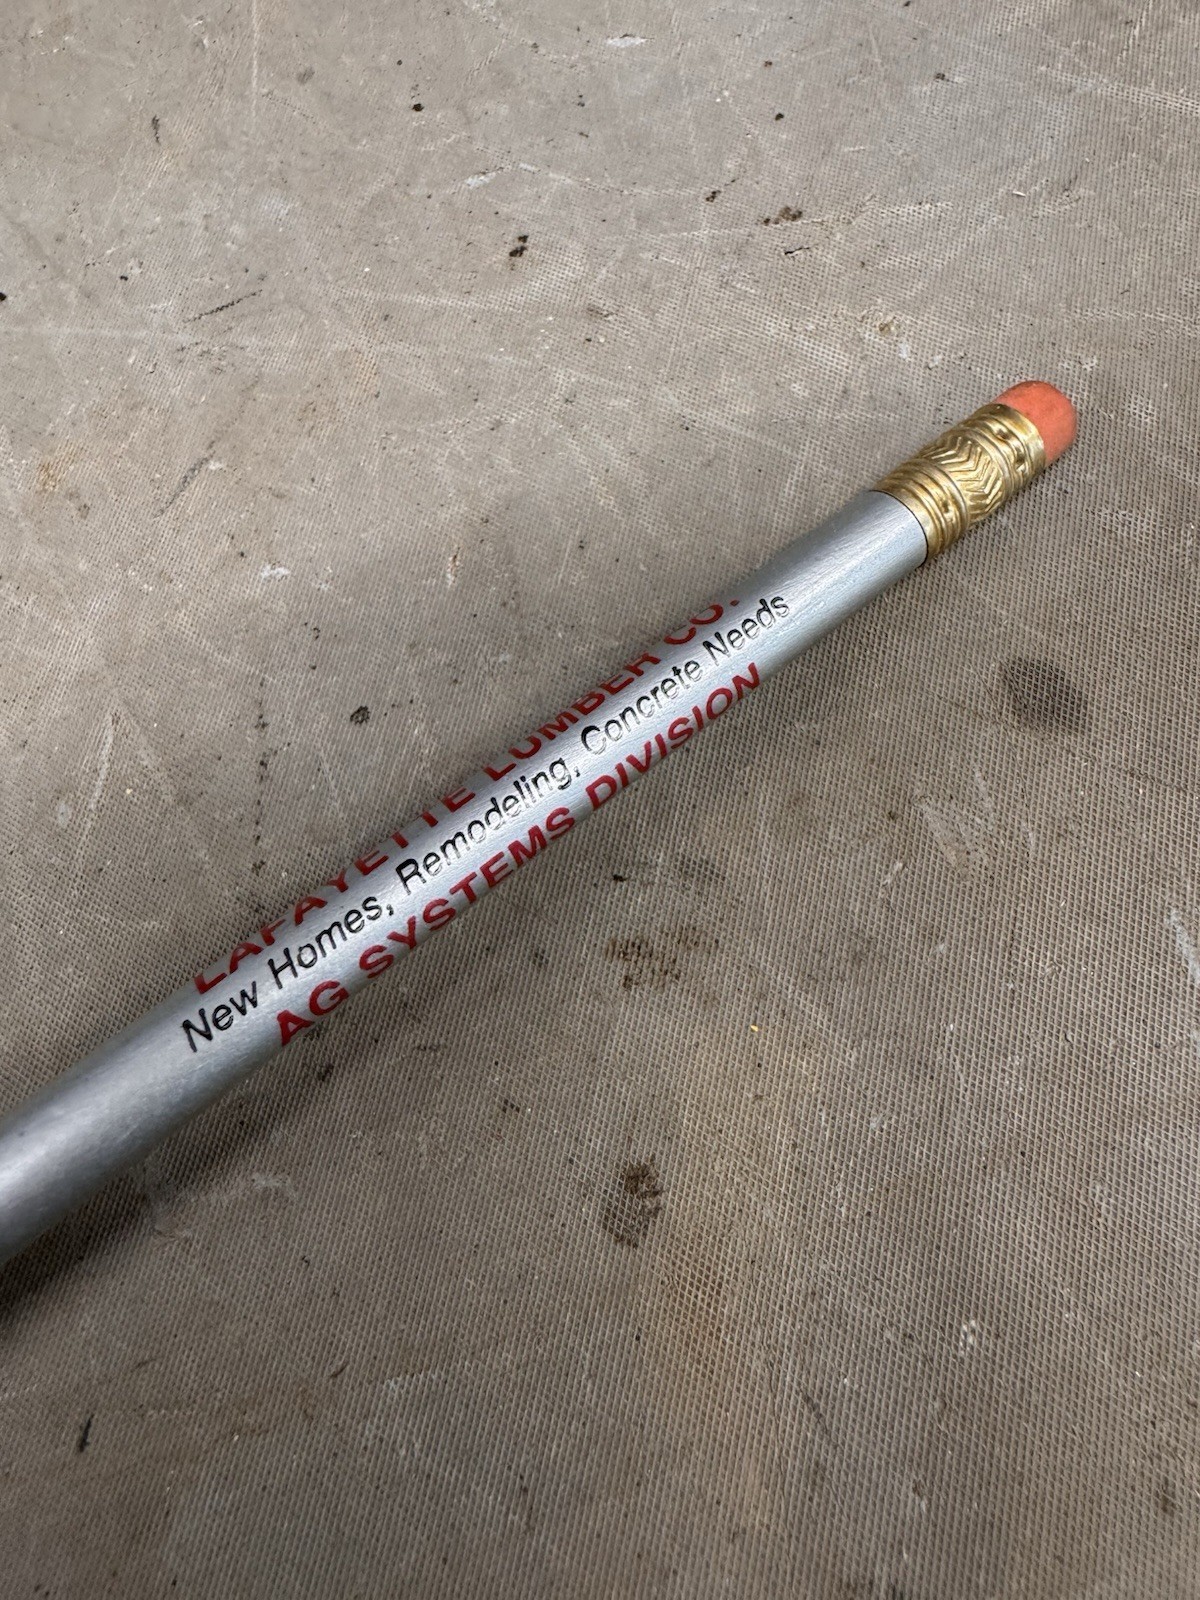 LAFAYETTE LUMBER CO.
New Homes, Remodeling, Concrete Needs
AG SYSTEMS DIVISION